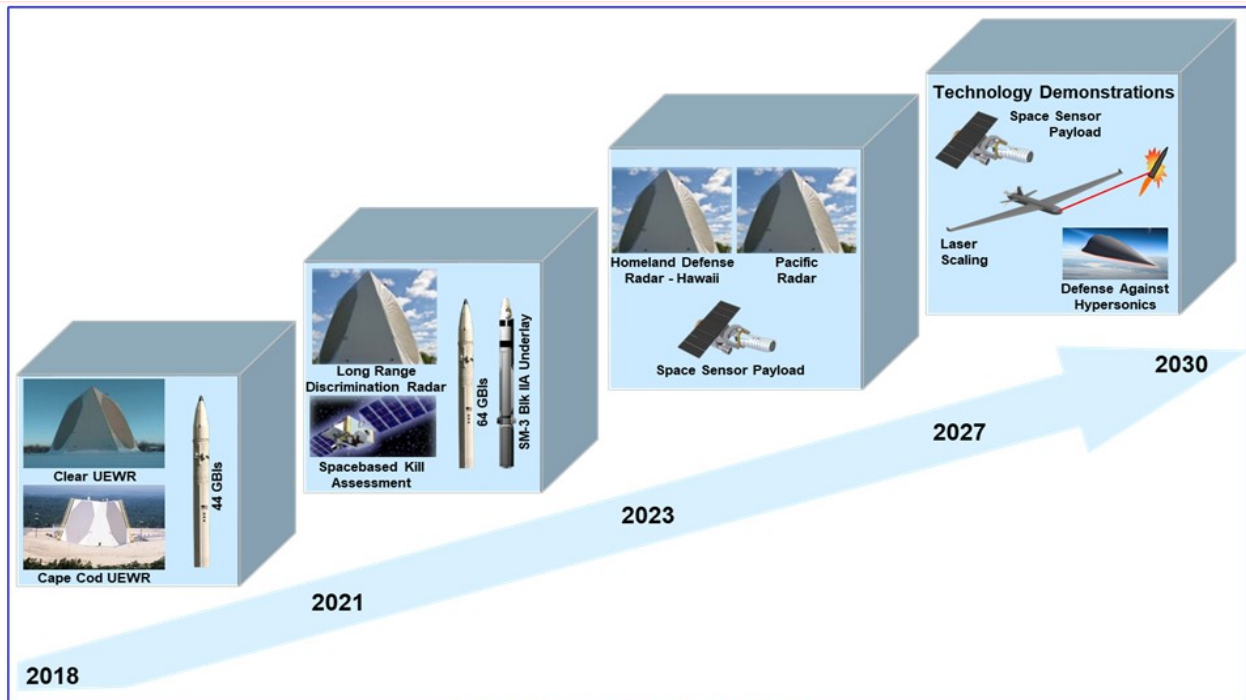 Clear UEWR
Cape Cod UEWR
44 GBIs
Long Range
Discrimination Radar
Spacebased Kill
Assessment
64 GBIs
SM-3 Blk IIA Underlay
Homeland Defense
Radar - Hawaii
Pacific
Radar
Space Sensor Payload
Technology Demonstrations
Space Sensor
Payload
Laser
Scaling
Defense Against
Hypersonics
2018
2021
2023
2027
2030